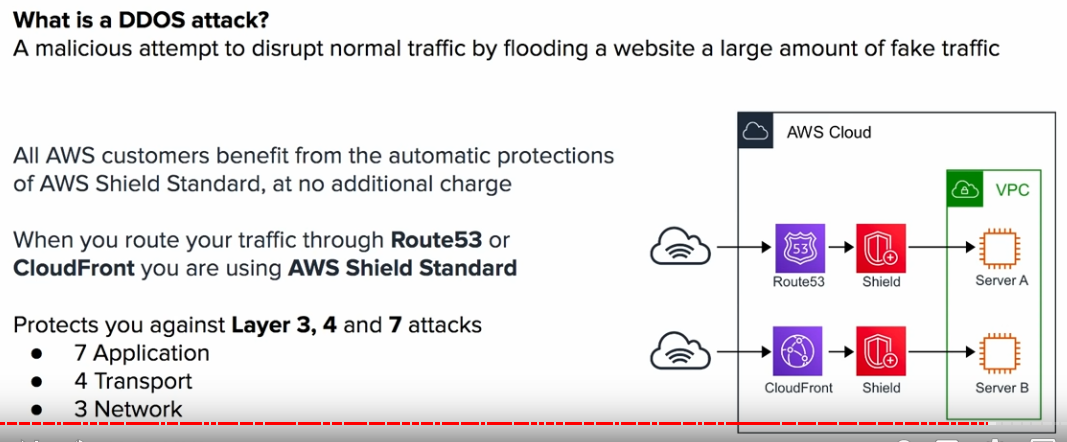 What is a DDOS attack?
A malicious attempt to disrupt normal traffic by flooding a website a large amount of fake traffic
All AWS customers benefit from the automatic protections
of AWS Shield Standard, at no additional charge
When you route your traffic through Route53 or
CloudFront you are using AWS Shield Standard
Protects you against Layer 3, 4 and 7 attacks
● 7 Application
● 4 Transport
● 3 Network
AWS Cloud
VPC
53
Route53
Shield
Server A
CloudFront
Shield
Server B